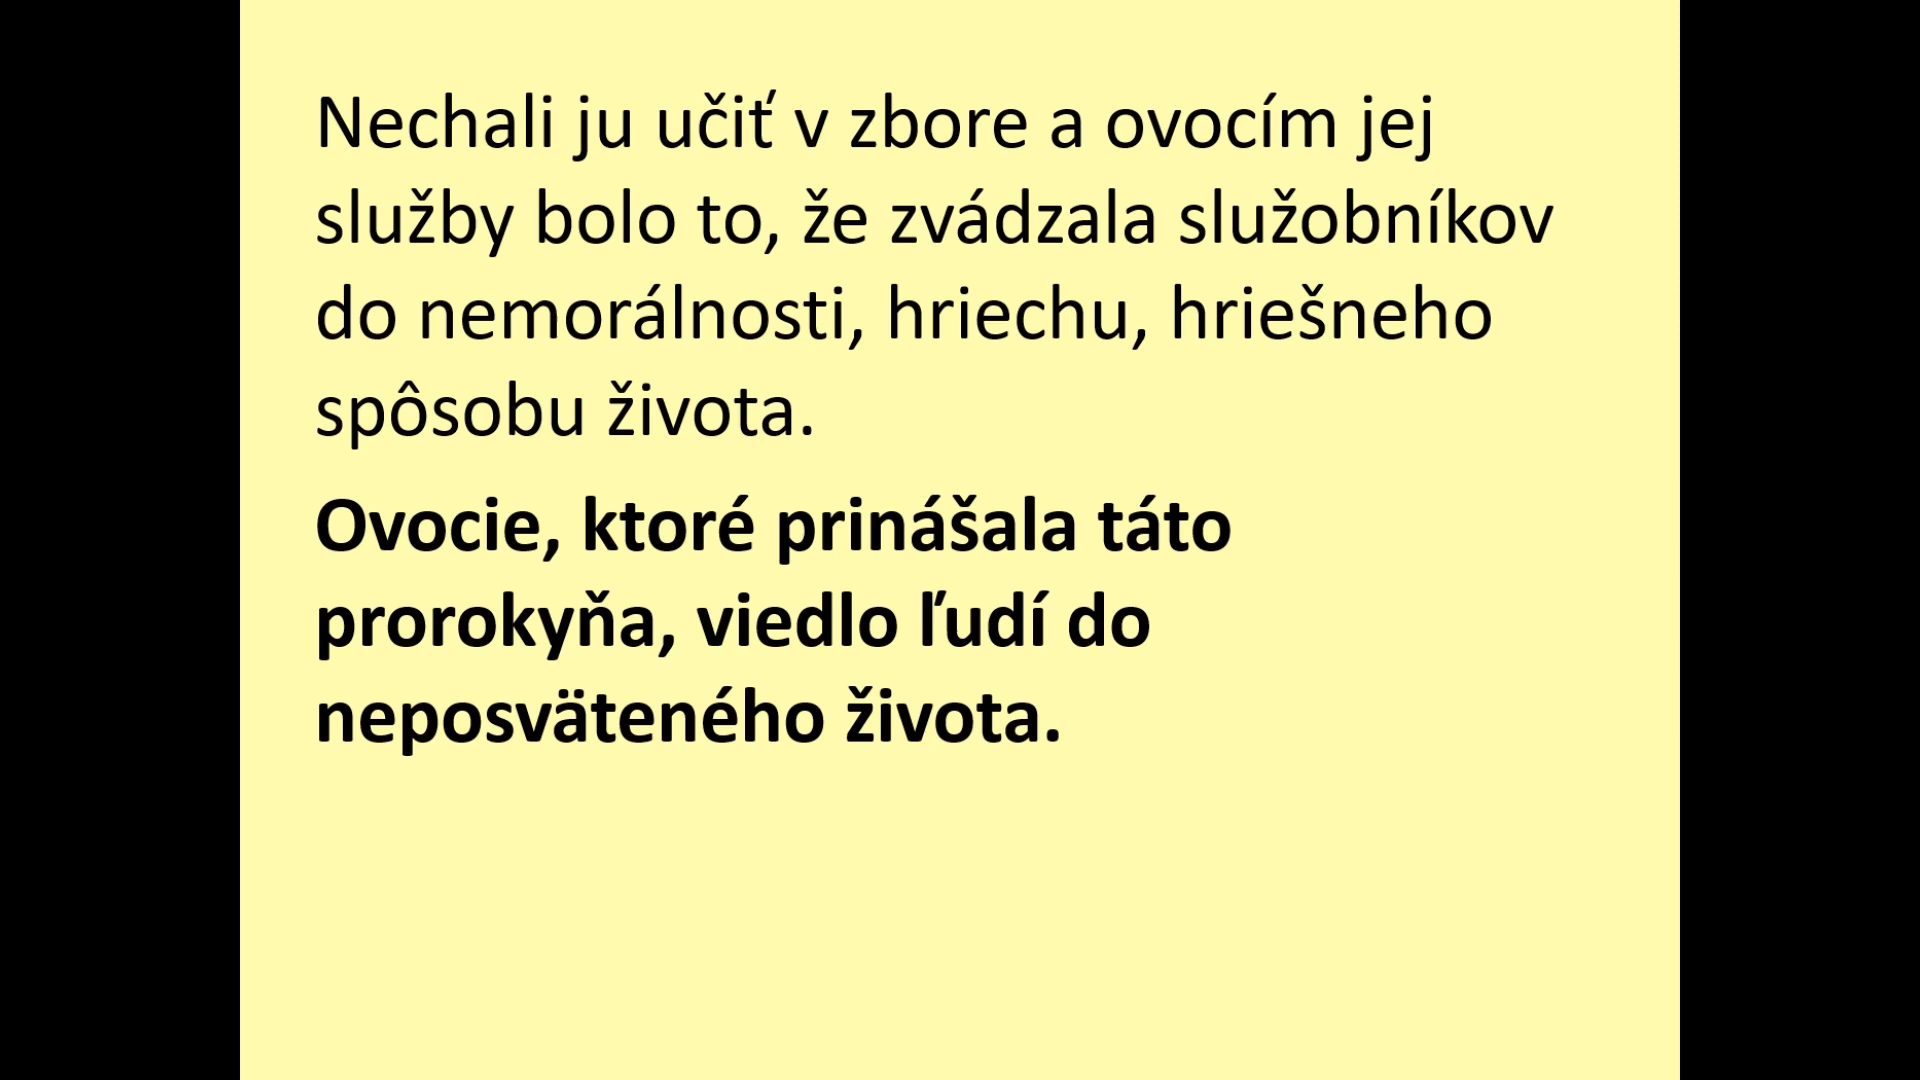 Nechali ju učiť v zbore a ovocím jej
služby bolo to, že zvádzala služobníkov
do nemorálnosti, hriechu, hriešneho
spôsobu života.
Ovocie, ktoré prinášala táto
prorokyňa, viedlo ľudí do
neposväteného života.